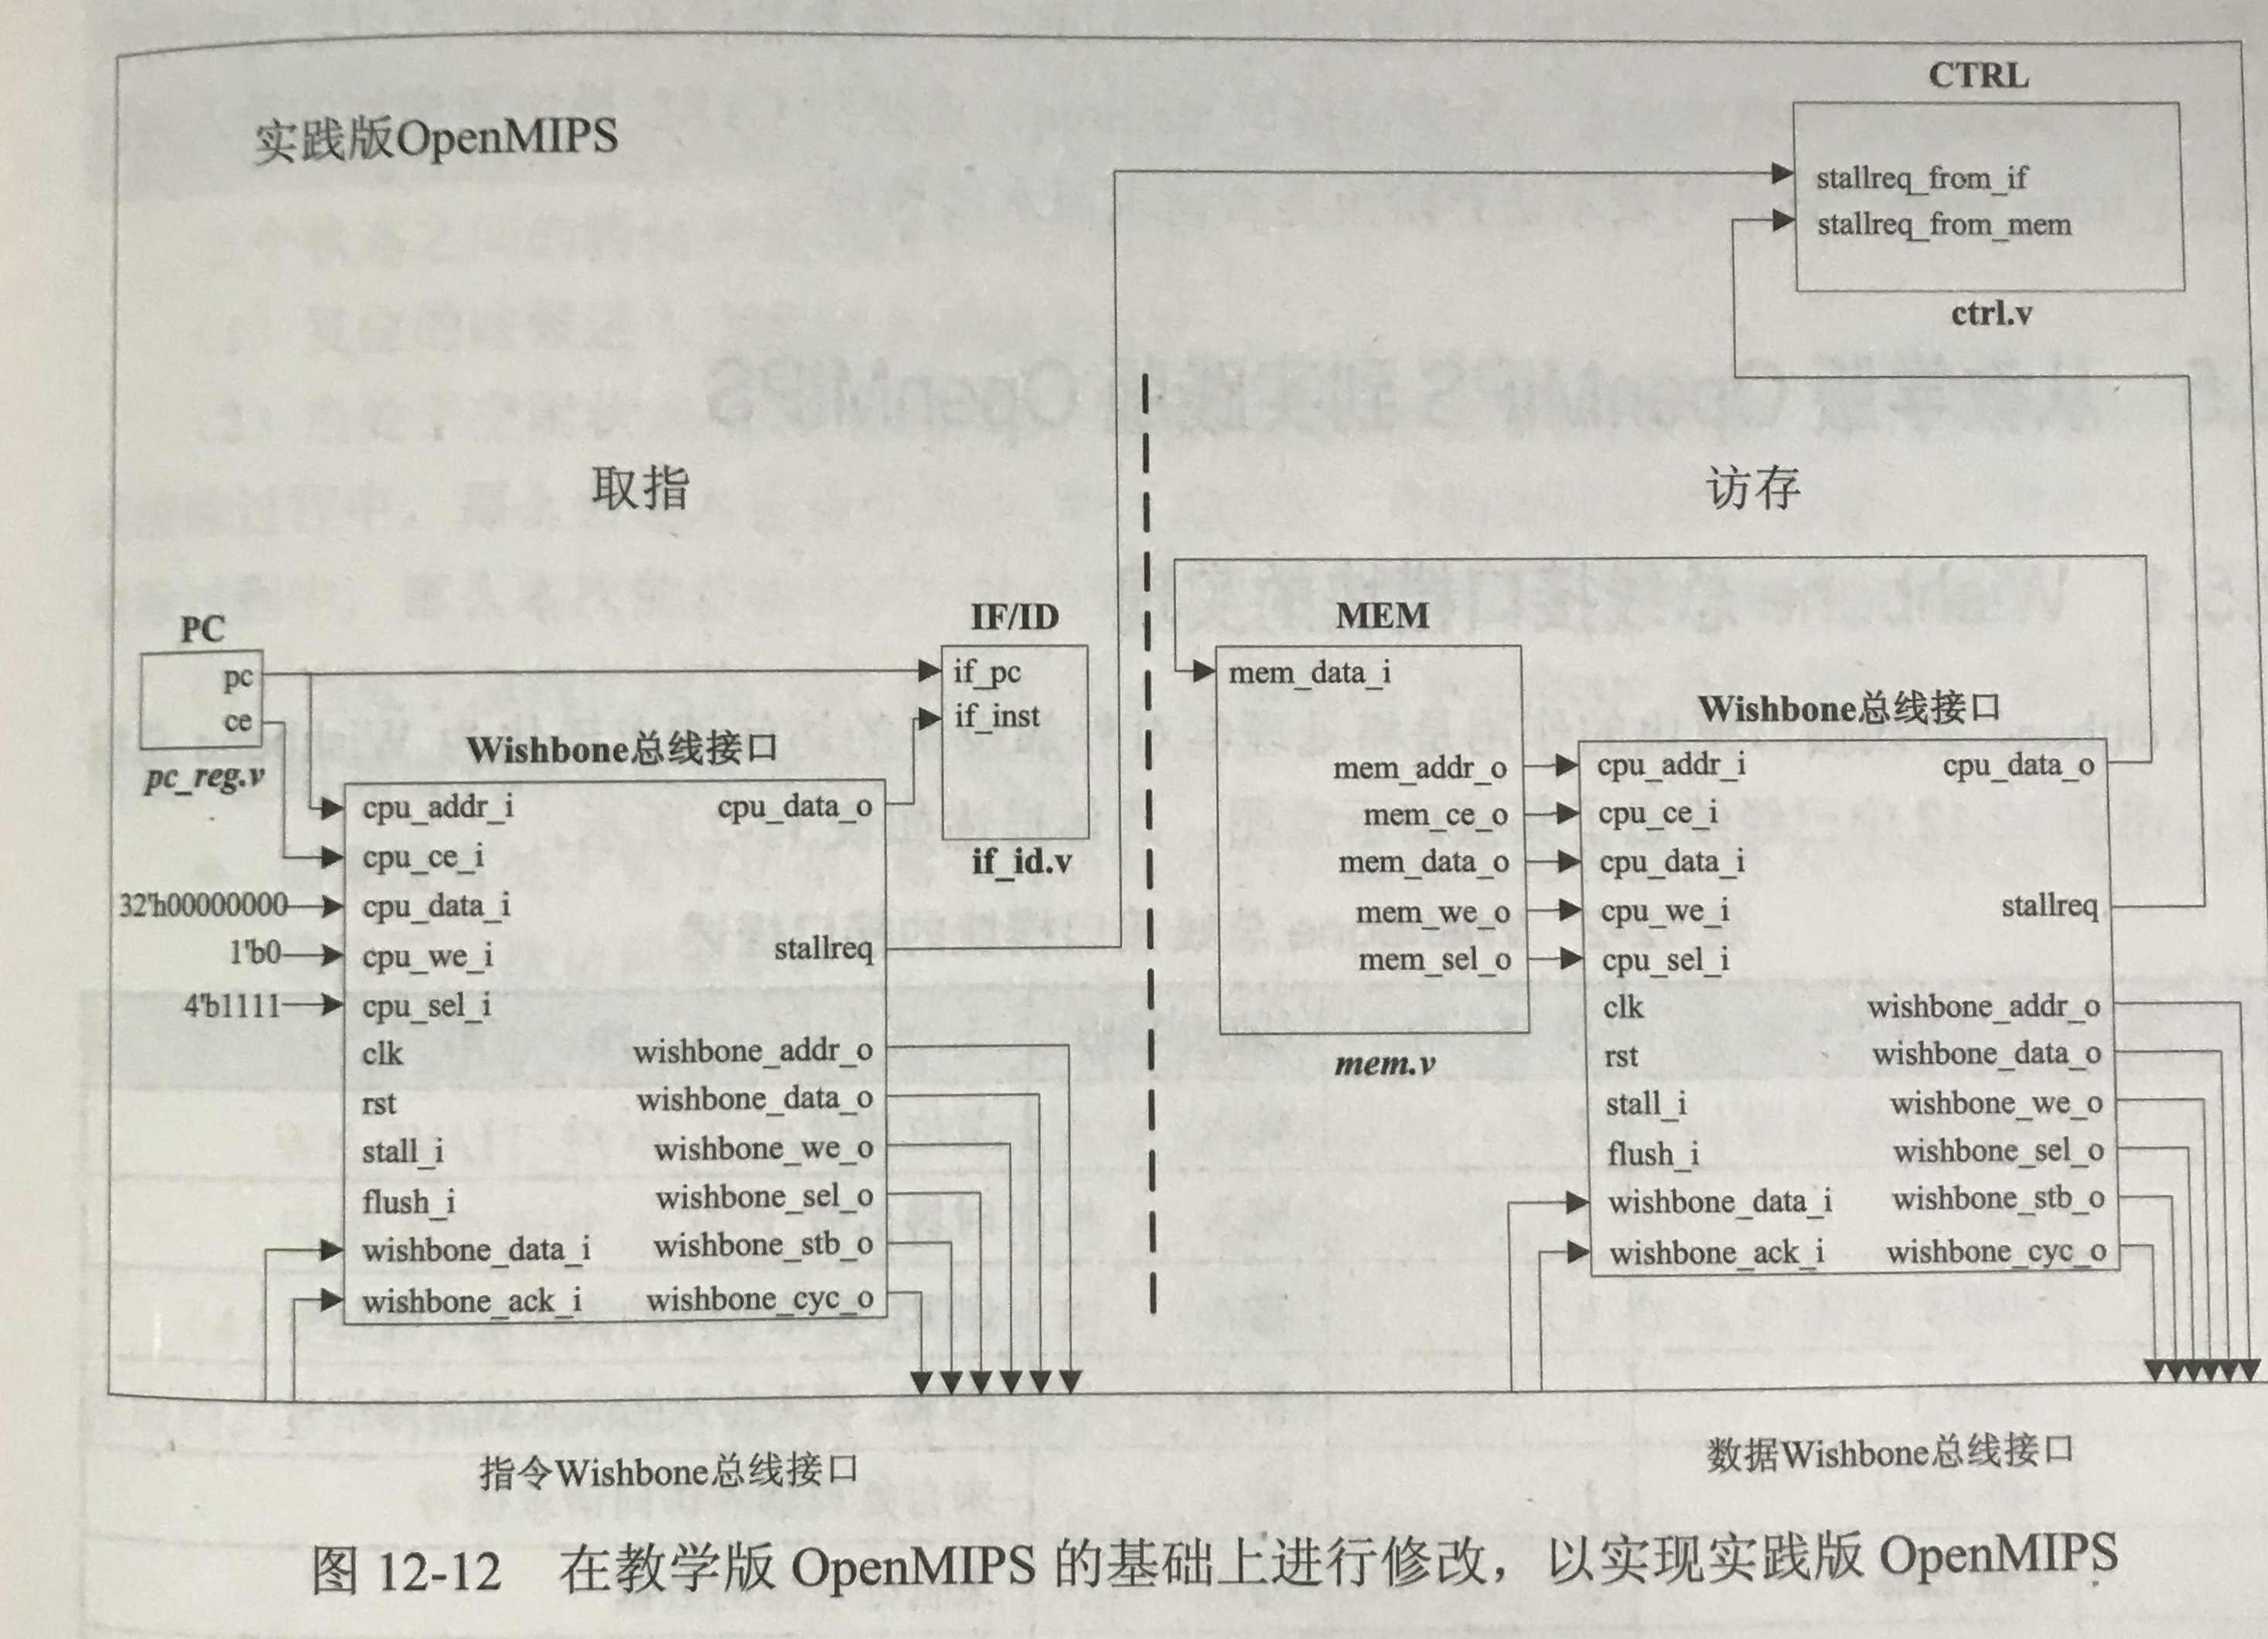 CTRL
实践版OpenMIPS
stallreq_from_if
stallreq_from_mem
ctrl.v
取指
访存
PC
pc
ce
pc_reg.v
IF/ID
if_pc
if_inst
if_id.v
Wishbone总线接口
cpu_addr_i cpu_data_o
cpu_ce_i
32'h00000000 cpu_data_i
1'b0 cpu_we_i
stallreq
4'b1111 cpu_sel_i
clk wishbone_addr_o
rst wishbone_data_o
stall_i wishbone_we_o
flush_i wishbone_sel_o
wishbone_data_i wishbone_stb_o
wishbone_ack_i wishbone_cyc_o
MEM
mem_data_i
mem_addr_o
mem_ce_o
mem_data_o
mem_we_o
mem_sel_o
mem.v
Wishbone总线接口
cpu_addr_i cpu_data_o
cpu_ce_i
cpu_data_i
cpu_we_i stallreq
cpu_sel_i
clk wishbone_addr_o
rst wishbone_data_o
stall_i wishbone_we_o
flush_i wishbone_sel_o
wishbone_data_i wishbone_stb_o
wishbone_ack_i wishbone_cyc_o
指令Wishbone总线接口
数据Wishbone总线接口
图 12-12 在教学版 OpenMIPS 的基础上进行修改，以实现实践版 OpenMIPS